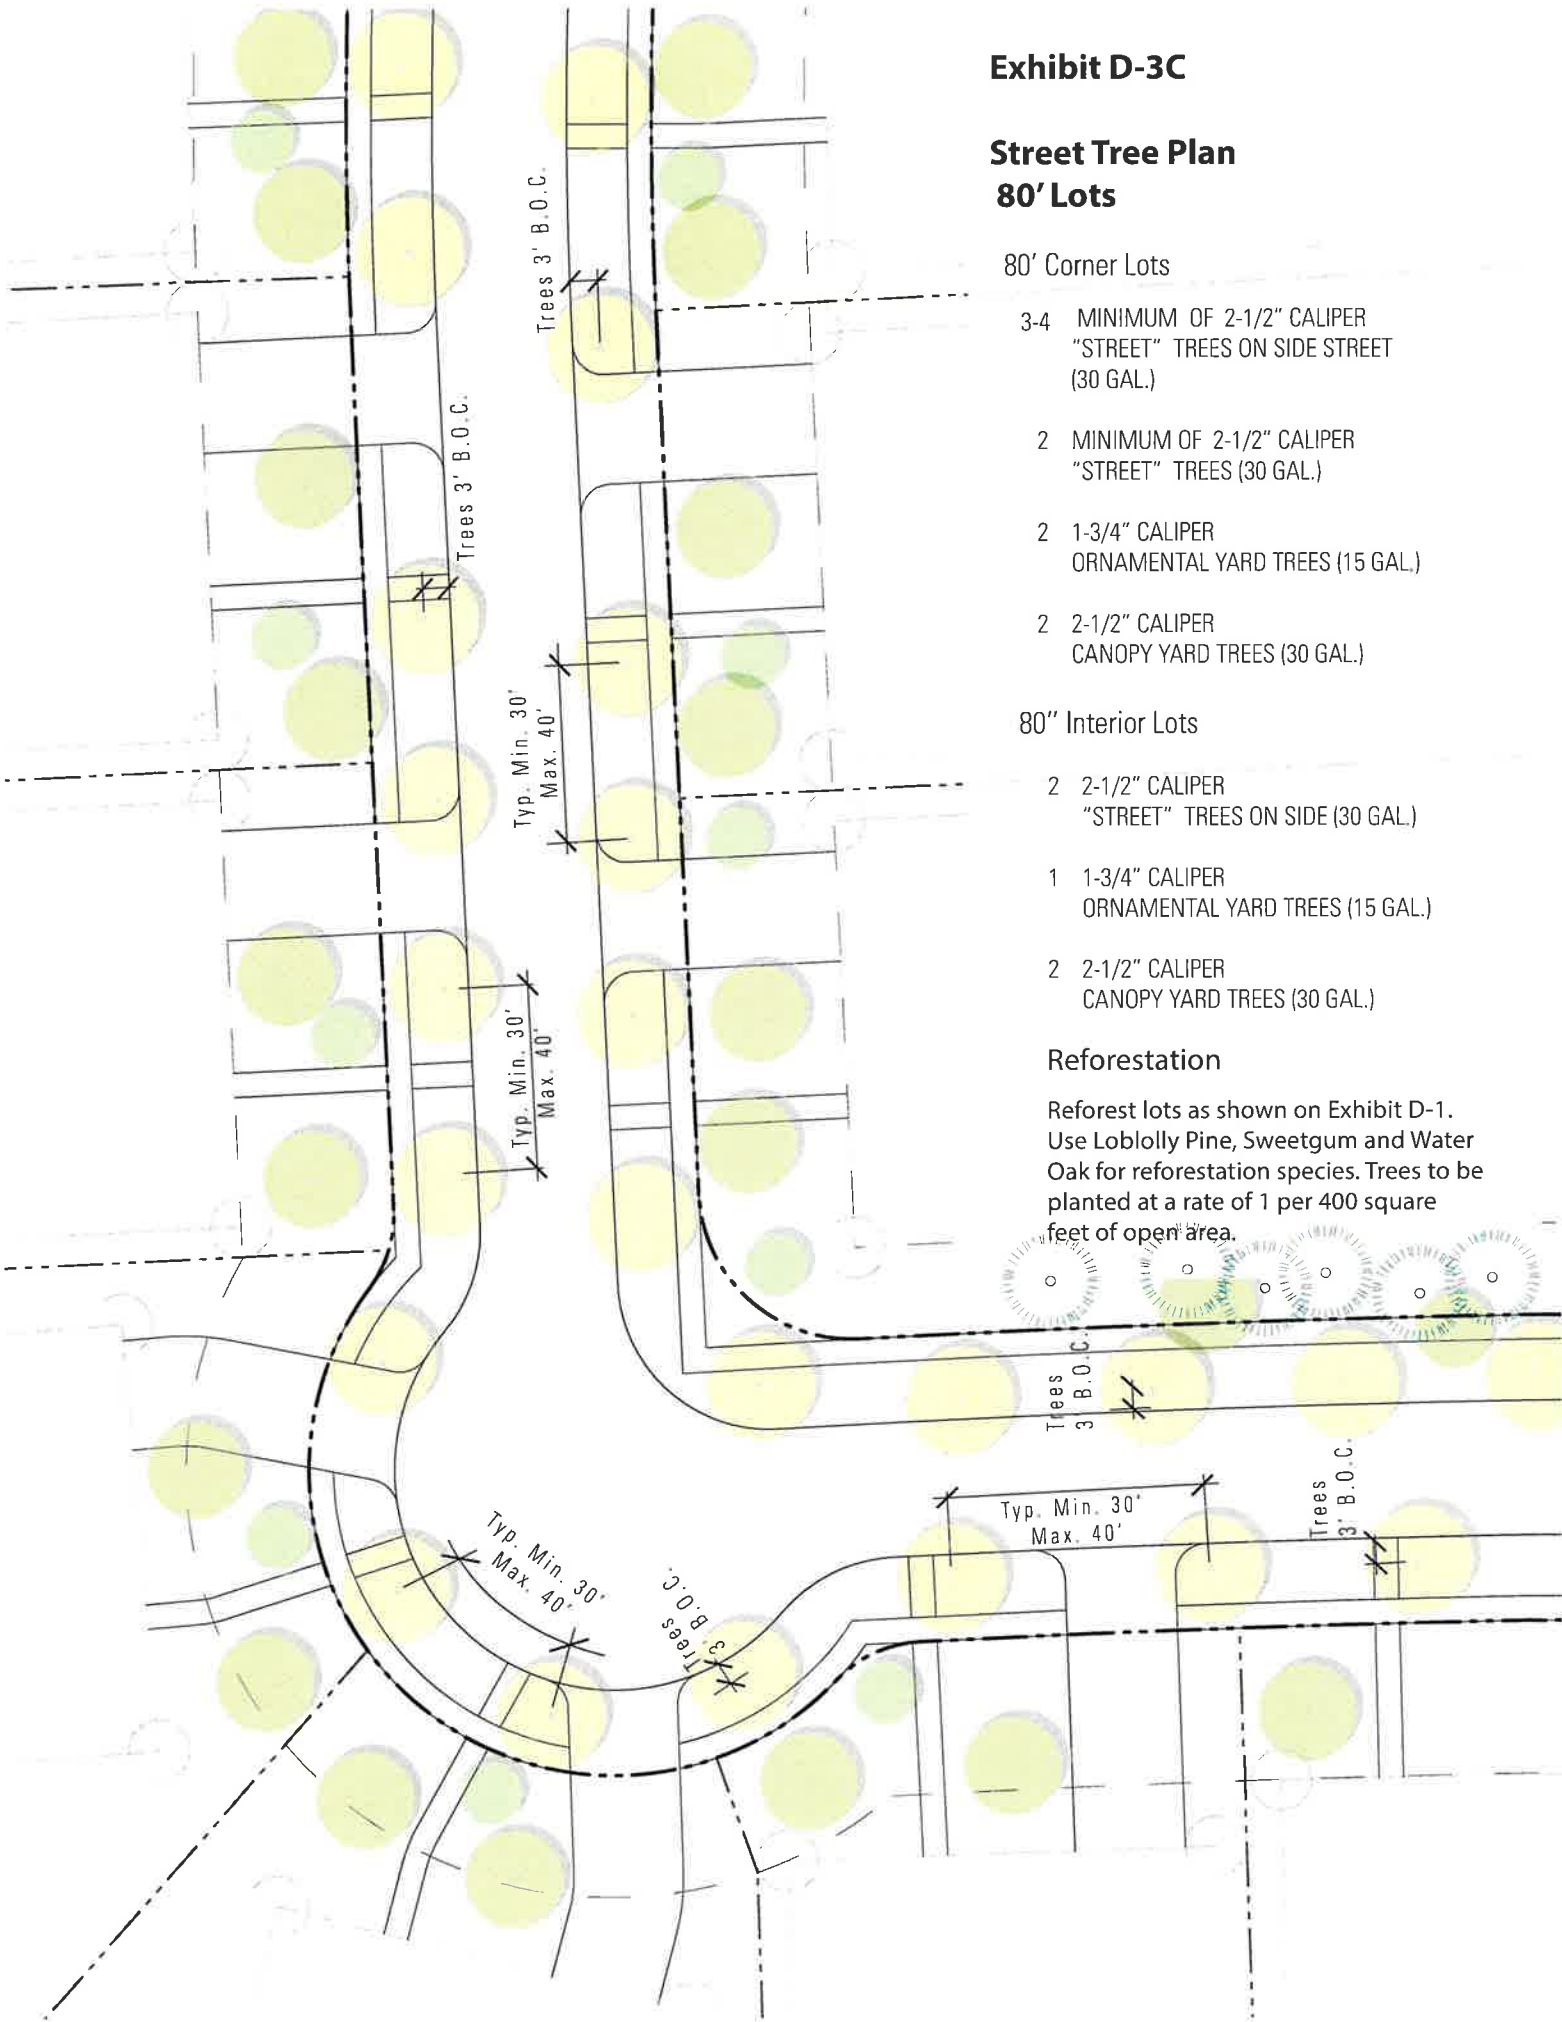 Exhibit D-3C
Street Tree Plan
80' Lots
80' Corner Lots
3-4 MINIMUM OF 2-1/2" CALIPER
"STREET" TREES ON SIDE STREET
(30 GAL.)
2 MINIMUM OF 2-1/2" CALIPER
"STREET" TREES (30 GAL.)
2 1-3/4" CALIPER
ORNAMENTAL YARD TREES (15 GAL.)
2 2-1/2" CALIPER
CANOPY YARD TREES (30 GAL.)
80" Interior Lots
2 2-1/2" CALIPER
"STREET" TREES ON SIDE (30 GAL.)
1 1-3/4" CALIPER
ORNAMENTAL YARD TREES (15 GAL.)
2 2-1/2" CALIPER
CANOPY YARD TREES (30 GAL.)
Reforestation
Reforest lots as shown on Exhibit D-1.
Use Loblolly Pine, Sweetgum and Water
Oak for reforestation species. Trees to be
planted at a rate of 1 per 400 square
feet of open area.
Trees 3' B.O.C.
Trees 3' B.O.C.
Typ. Min. 30'
Max. 40'
Typ. Min. 30'
Max. 40'
Trees
3' B.O.C.
Typ. Min. 30'
Max. 40'
Trees
3' B.O.C.
Typ. Min. 30'
Max. 40'
Trees
3' B.O.C.